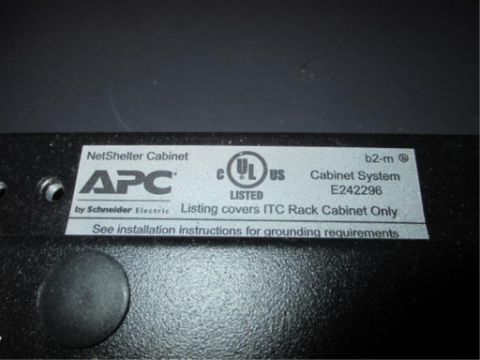 NetShelter Cabinet
APC
by Schneider Electric
c UL US
LISTED
b2-m
Cabinet System
E242296
Listing covers ITC Rack Cabinet Only
See installation instructions for grounding requirements